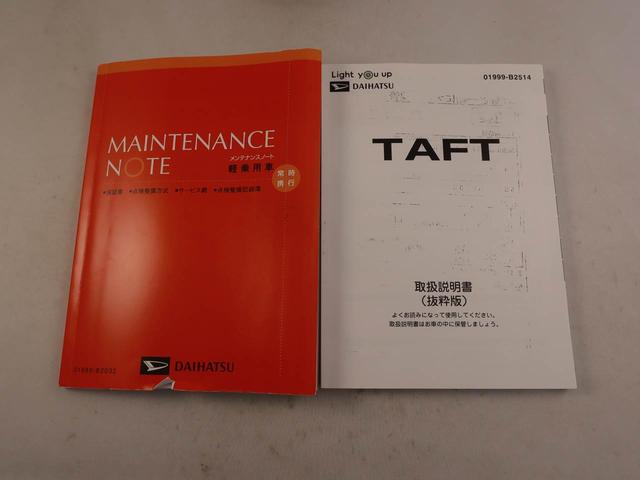 MAINTENANCE
NOTE
メンテナンスノート
軽乗用車
常時
携行
●保証書 ●点検整備方式 ●サービス網 ●点検整備記録簿
DAIHATSU
01999-B2032
Light you up
DAIHATSU
01999-B2514
TAFT
取扱説明書
(抜粋版)
よくお読みになって使用してください。
取扱説明書はお車の中に保管しましょう。